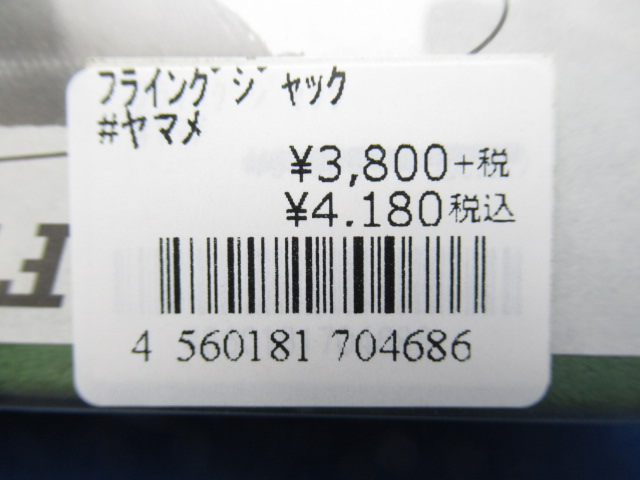 フライングジャック
#ヤマメ
¥3,800+税
¥4.180税込
4 560181 704686